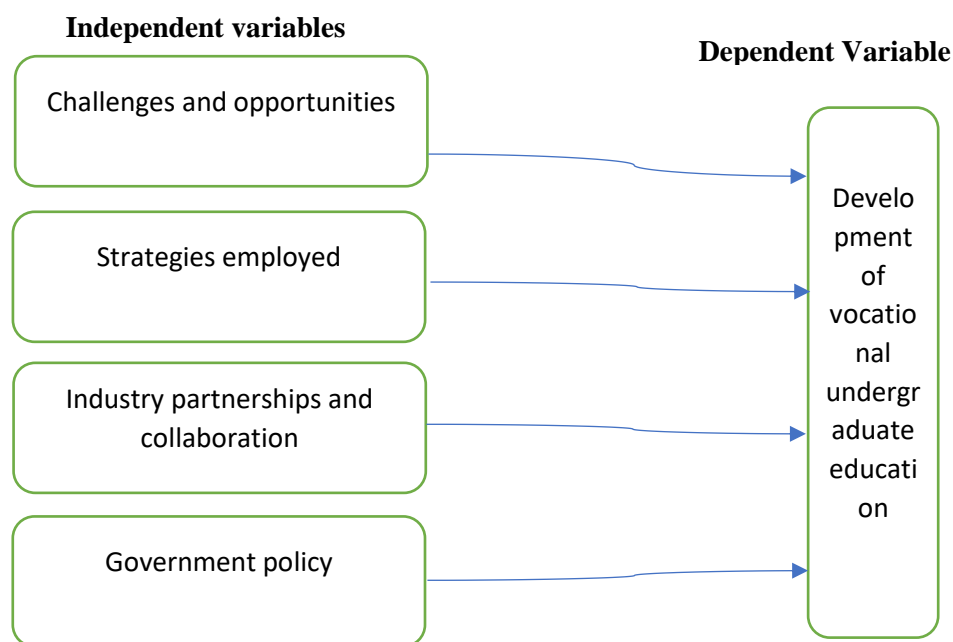 Independent variables
Dependent Variable
Challenges and opportunities
Strategies employed
Industry partnerships and
collaboration
Government policy
Develo
pment
of
vocatio
nal
undergr
aduate
educati
on